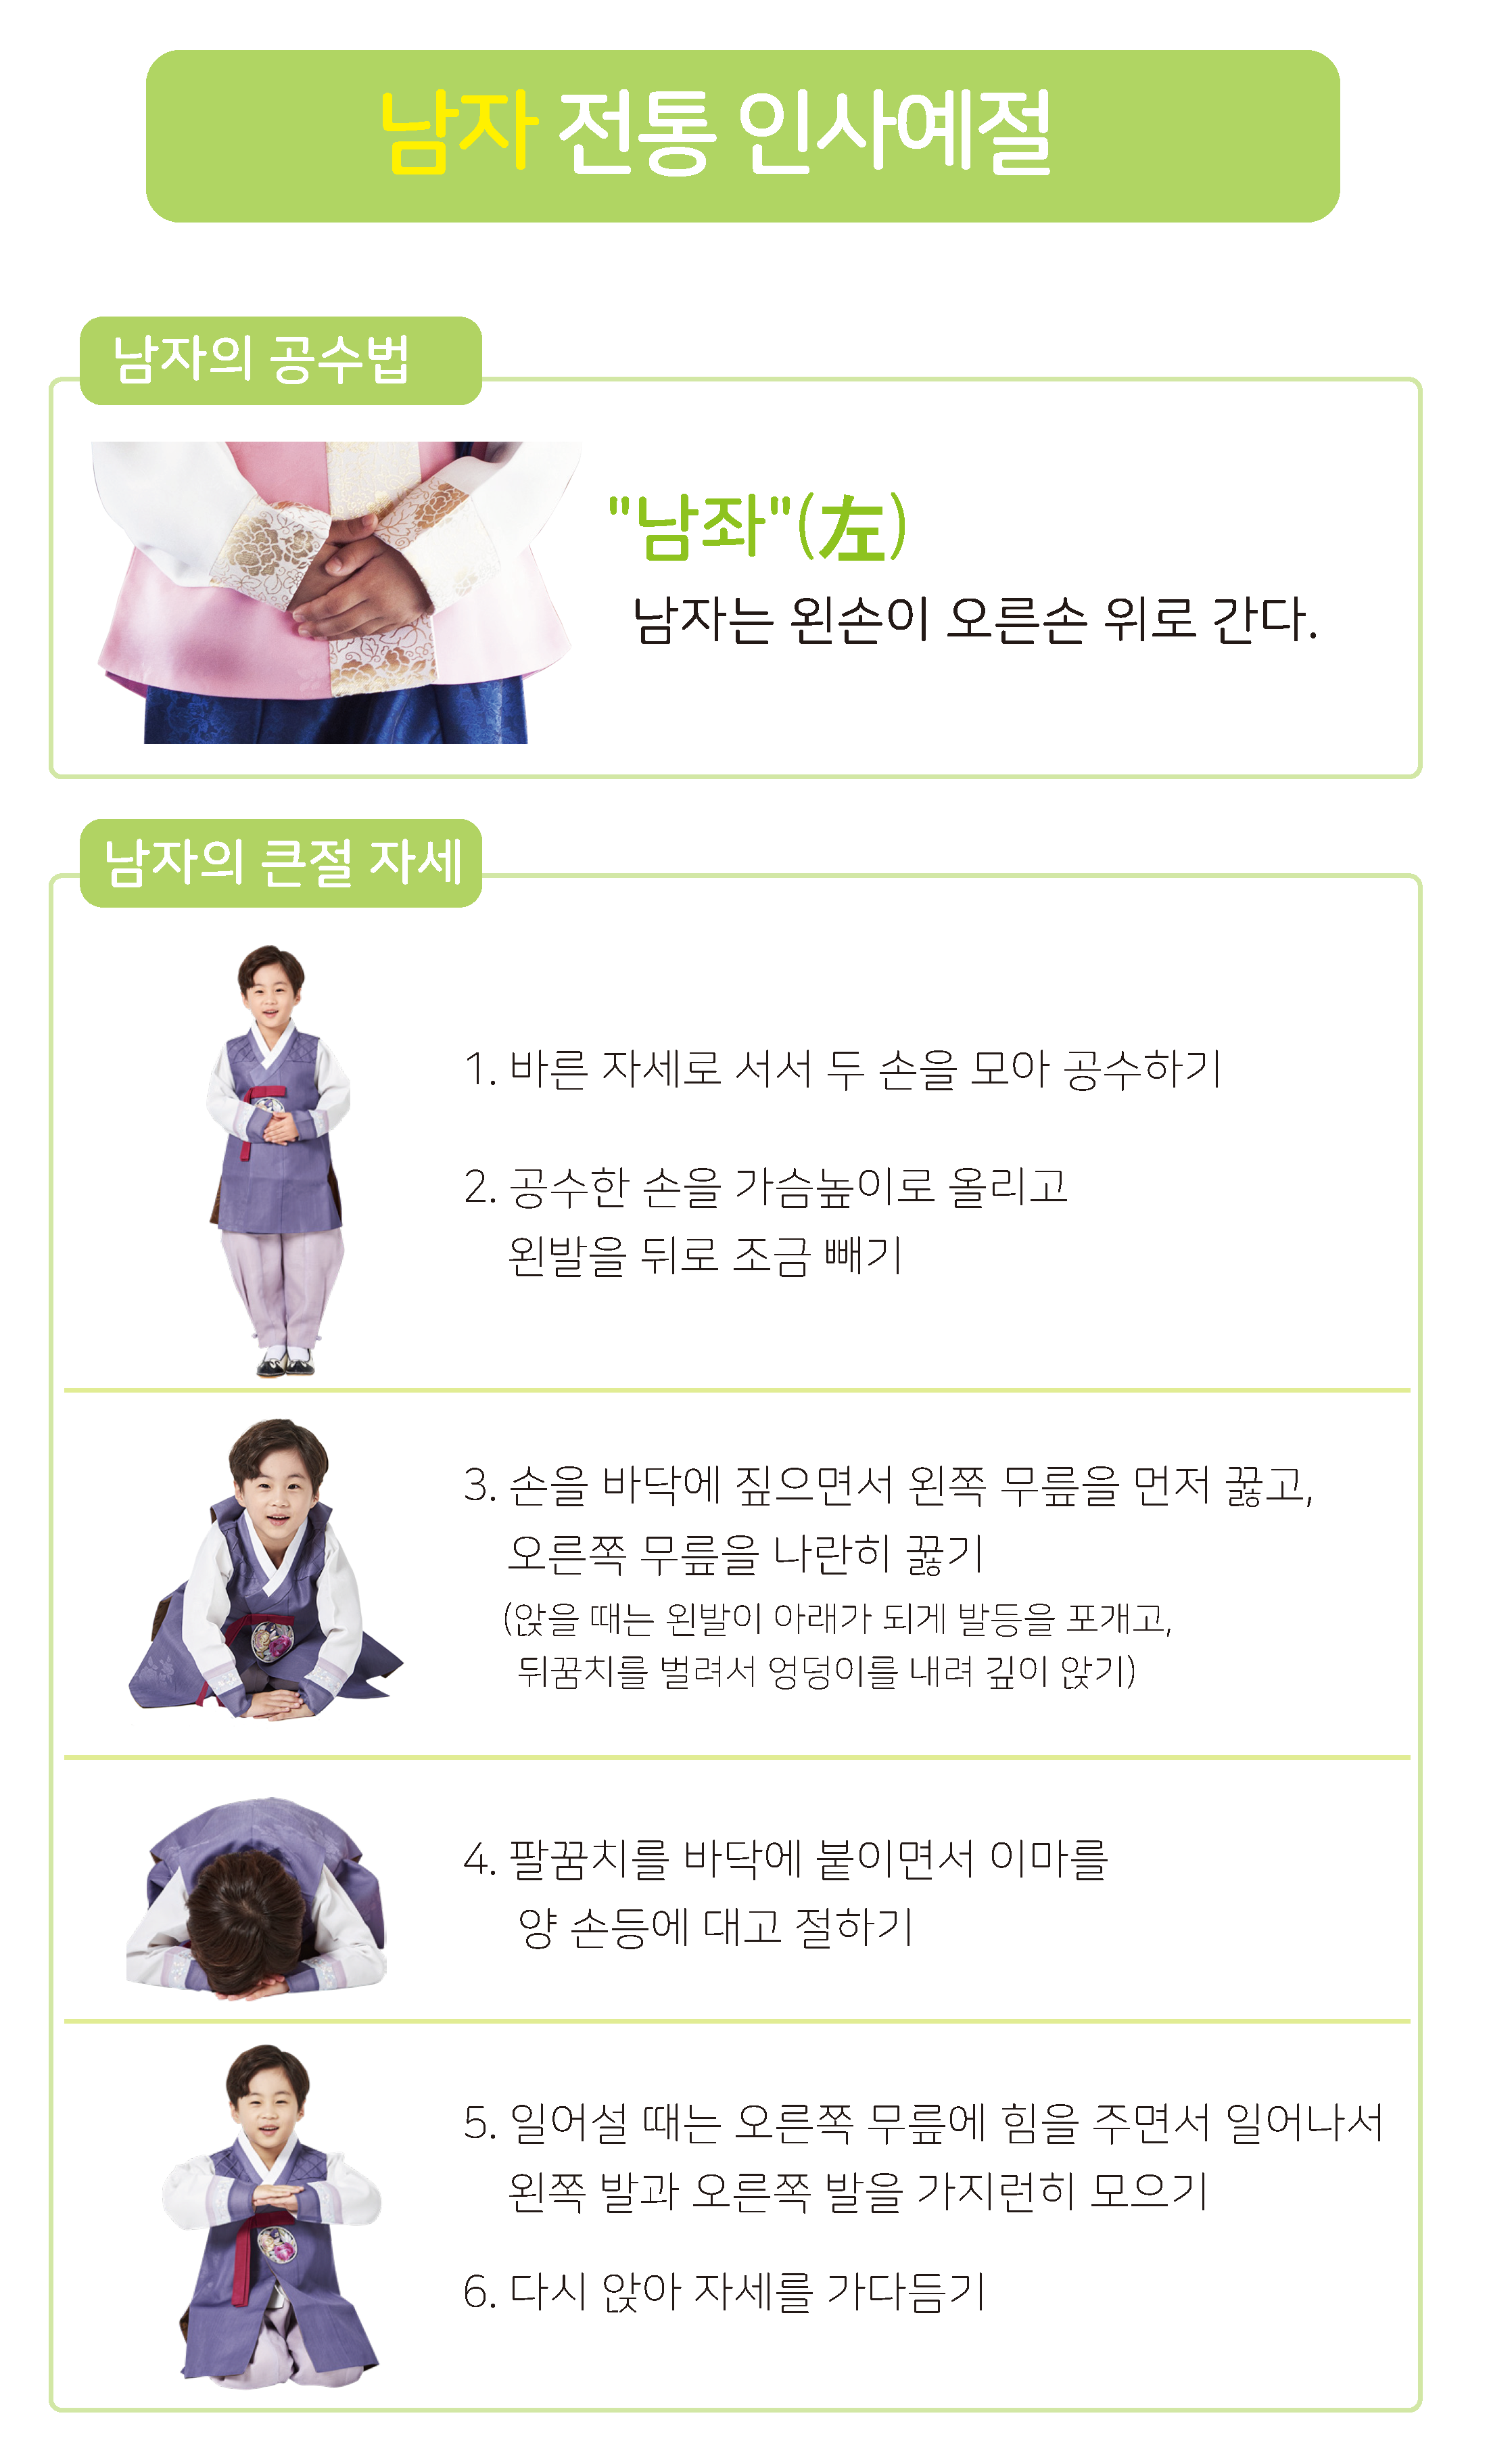 남자 전통 인사예절
남자의 공수법
"남좌"(左)
남자는 왼손이 오른손 위로 간다.
남자의 큰절 자세
1. 바른 자세로 서서 두 손을 모아 공수하기
2. 공수한 손을 가슴높이로 올리고
왼발을 뒤로 조금 빼기
3. 손을 바닥에 짚으면서 왼쪽 무릎을 먼저 꿇고,
오른쪽 무릎을 나란히 꿇기
(앉을 때는 왼발이 아래가 되게 발등을 포개고,
뒤꿈치를 벌려서 엉덩이를 내려 깊이 앉기)
4. 팔꿈치를 바닥에 붙이면서 이마를
양 손등에 대고 절하기
5. 일어설 때는 오른쪽 무릎에 힘을 주면서 일어나서
왼쪽 발과 오른쪽 발을 가지런히 모으기
6. 다시 앉아 자세를 가다듬기